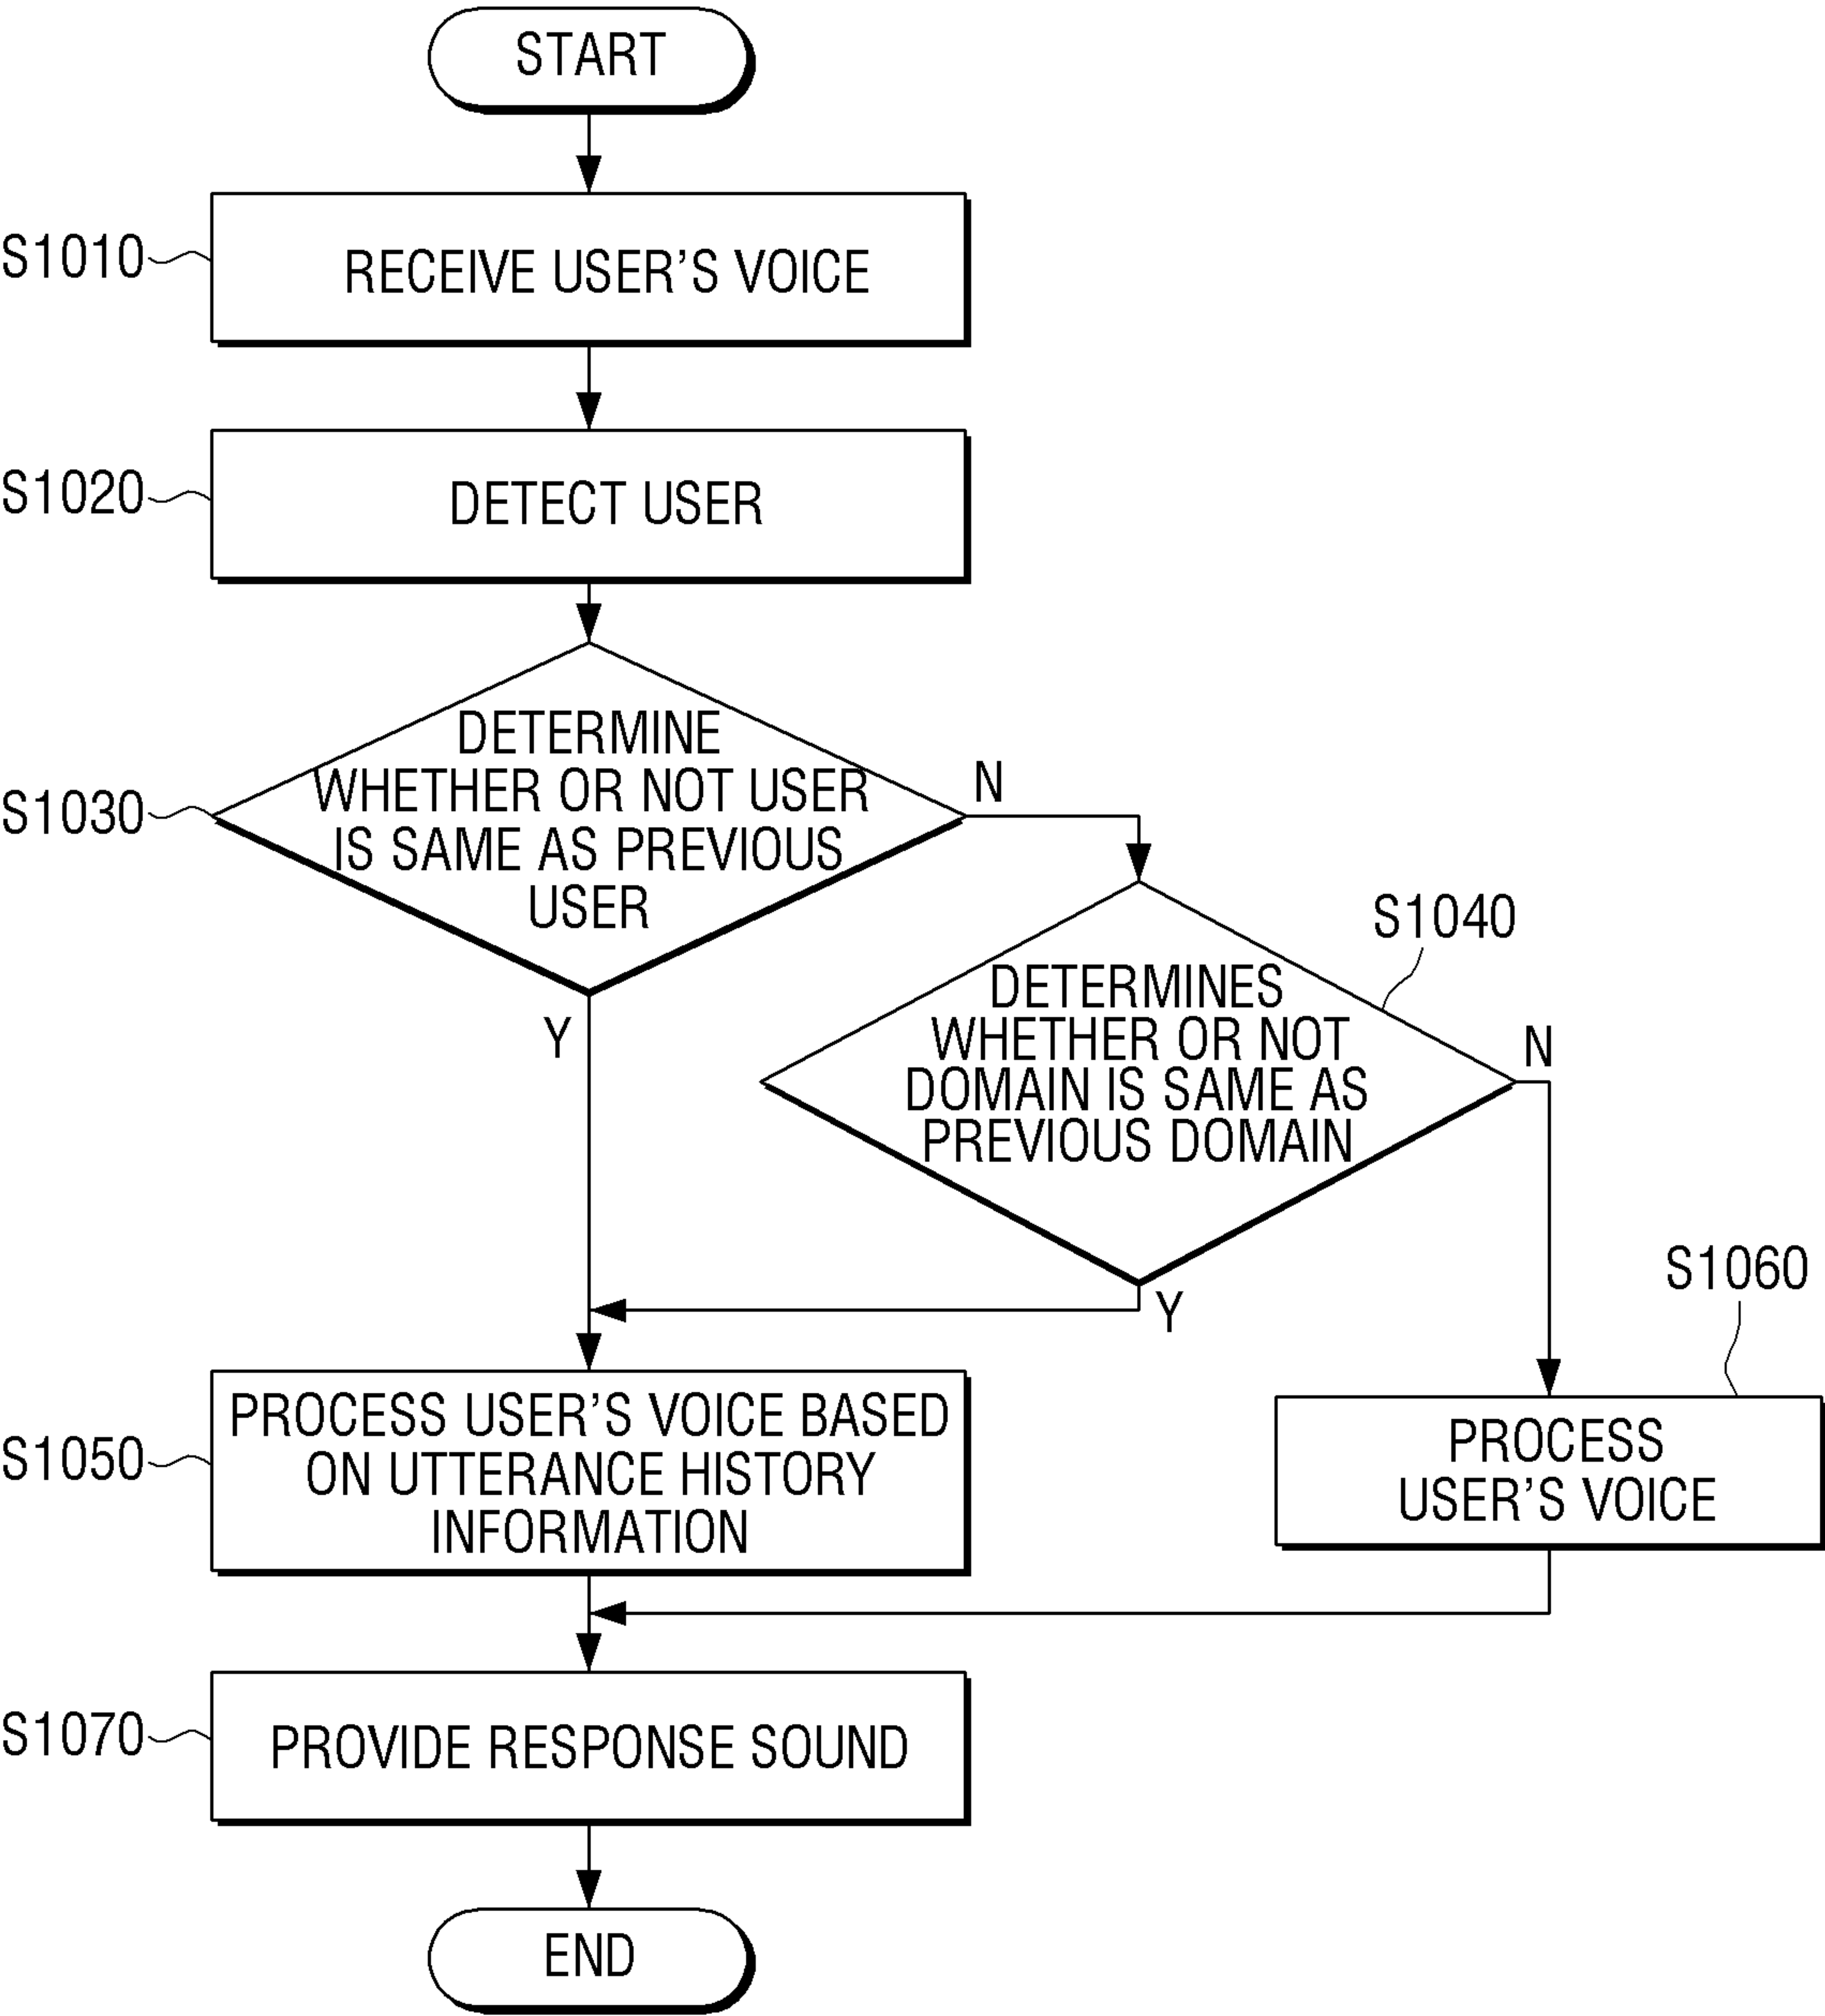 START
S1010
RECEIVE USER'S VOICE
S1020
DETECT USER
S1030
DETERMINE
WHETHER OR NOT USER
IS SAME AS PREVIOUS
USER
N
Y
S1040
DETERMINES
WHETHER OR NOT
DOMAIN IS SAME AS
PREVIOUS DOMAIN
N
Y
S1050
PROCESS USER'S VOICE BASED
ON UTTERANCE HISTORY
INFORMATION
S1060
PROCESS
USER'S VOICE
S1070
PROVIDE RESPONSE SOUND
END